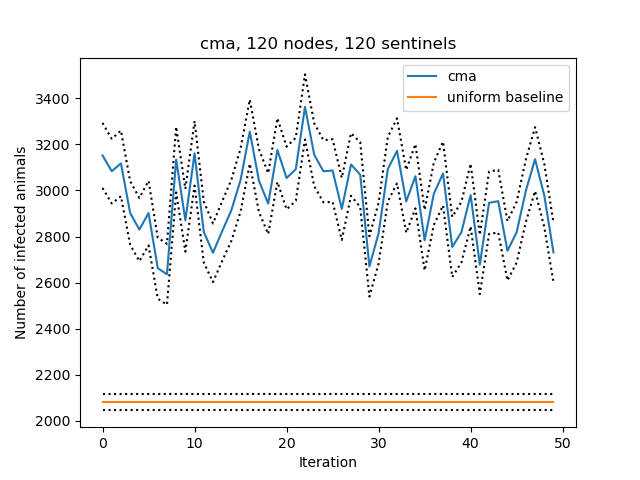 cma, 120 nodes, 120 sentinels
cma
uniform baseline
Number of infected animals
3400
3200
3000
2800
2600
2400
2200
2000
0 10 20 30 40 50
Iteration